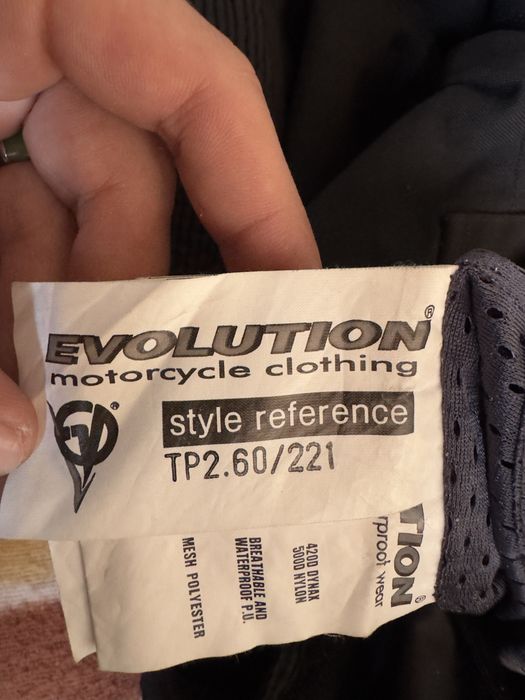 EVOLUTION®
motorcycle clothing
®
style reference
TP2.60/221
TION®
rproof wear
420D DYNAX
500D NYLON
BREATHABLE AND
WATERPROOF P.U.
MESH POLYESTER